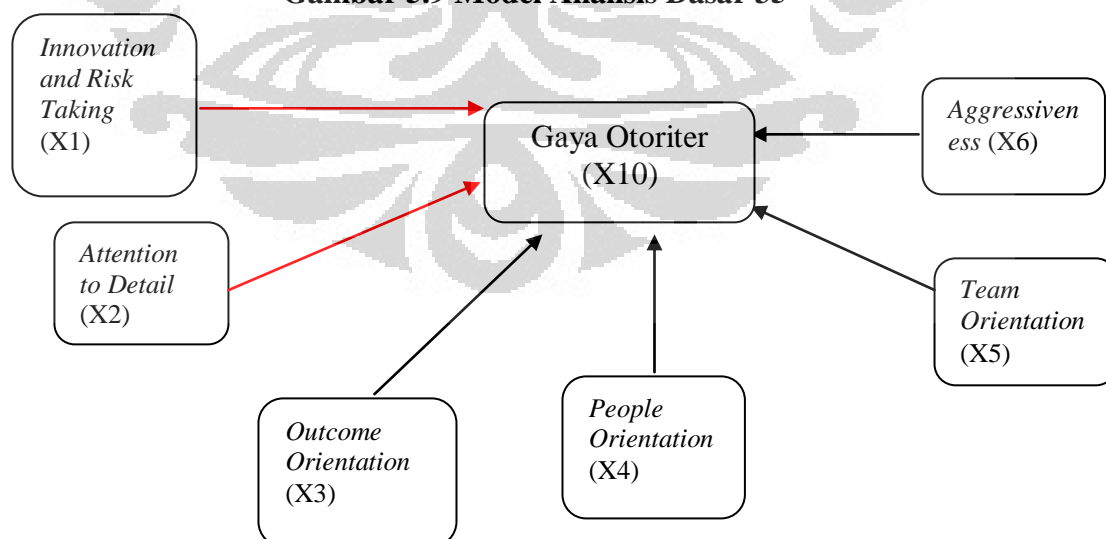 Innovation
and Risk
Taking
(X1)
Gaya Otoriter
(X10)
Aggressiven
ess (X6)
Attention
to Detail
(X2)
Team
Orientation
(X5)
Outcome
Orientation
(X3)
People
Orientation
(X4)